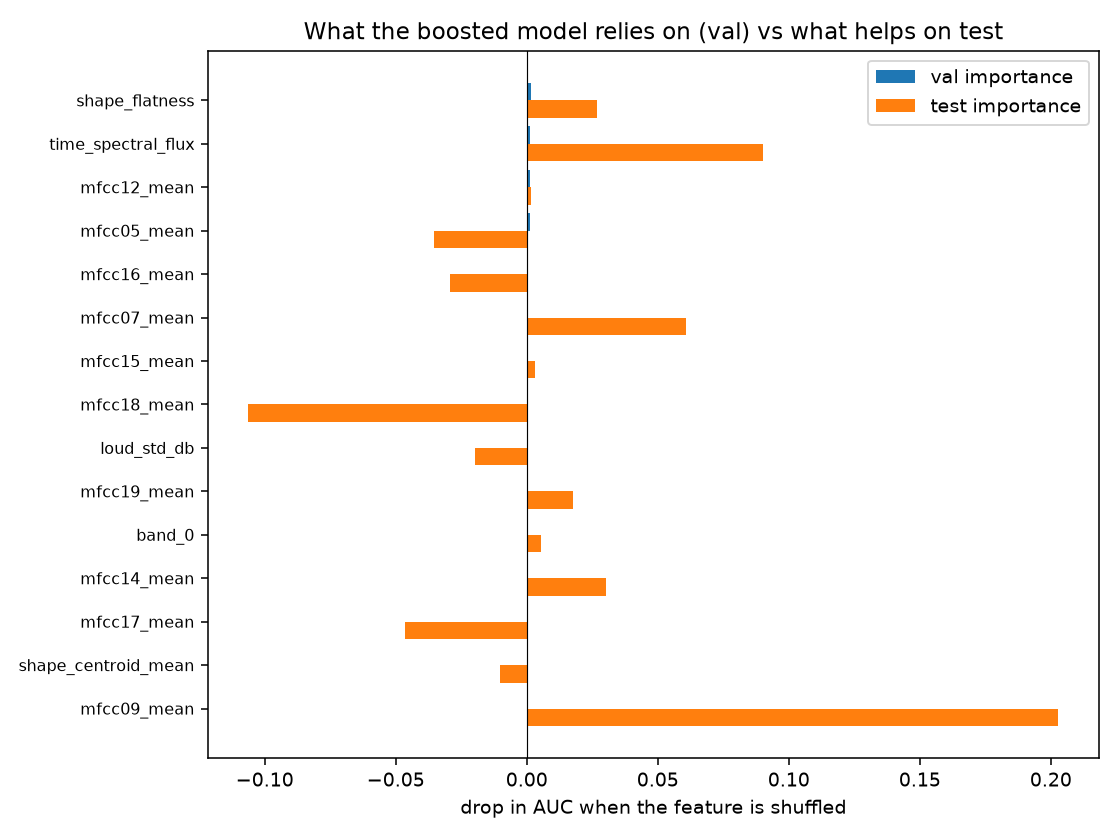 What the boosted model relies on (val) vs what helps on test
val importance
test importance
shape_flatness
time_spectral_flux
mfcc12_mean
mfcc05_mean
mfcc16_mean
mfcc07_mean
mfcc15_mean
mfcc18_mean
loud_std_db
mfcc19_mean
band_0
mfcc14_mean
mfcc17_mean
shape_centroid_mean
mfcc09_mean
−0.10 −0.05 0.00 0.05 0.10 0.15 0.20
drop in AUC when the feature is shuffled